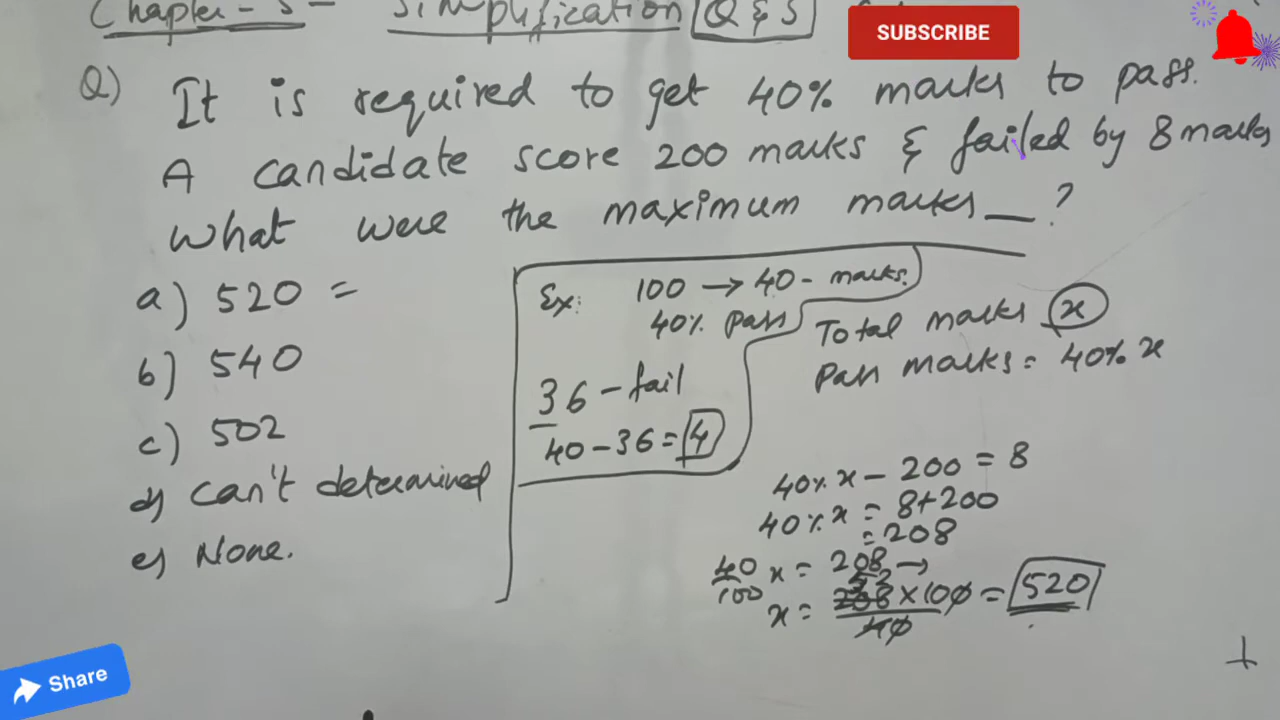 Chapter - 5 - Simplification Q & S
SUBSCRIBE
Q) It is required to get 40% marks to pass.
A candidate score 200 marks & failed by 8 marks
What were the maximum marks __ ?
a) 520 =
b) 540
c) 502
d) can't determined
e) None.
Ex: 100 → 40 - marks.
40% pass
36 - fail
40 - 36 = 4
Total marks x
Pass marks = 40% x
40% x - 200 = 8
40% x = 8 + 200
= 208
40/100 x = 208 →
x = 208 52 × 100 / 40 = 520
Share